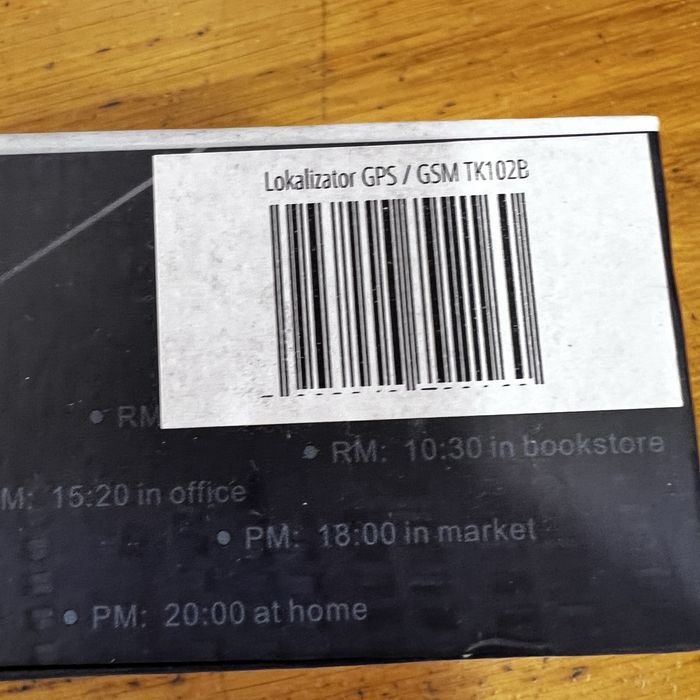 Lokalizator GPS / GSM TK102B
RM
RM: 10:30 in bookstore
M: 15:20 in office
PM: 18:00 in market
PM: 20:00 at home